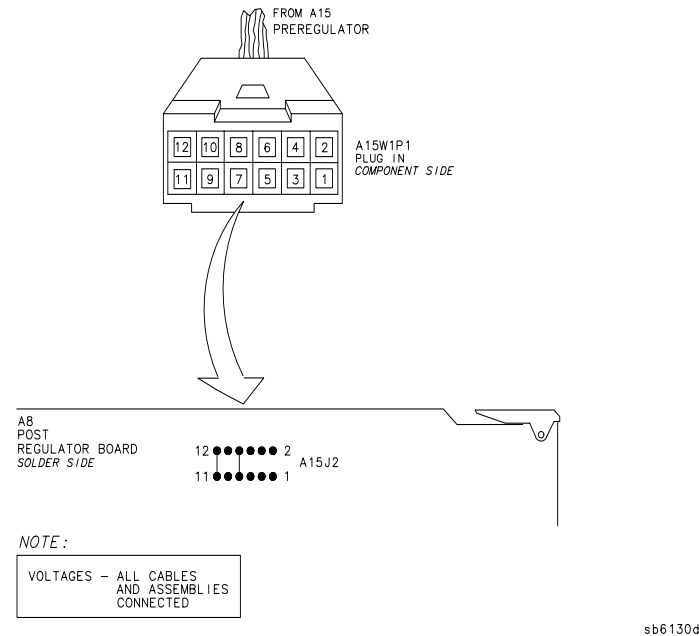 FROM A15
PREREGULATOR
12 10 8 6 4 2
11 9 7 5 3 1
A15W1P1
PLUG IN
COMPONENT SIDE
A8
POST
REGULATOR BOARD
SOLDER SIDE
12 2
A15J2
11 1
NOTE:
VOLTAGES – ALL CABLES
AND ASSEMBLIES
CONNECTED
sb6130d